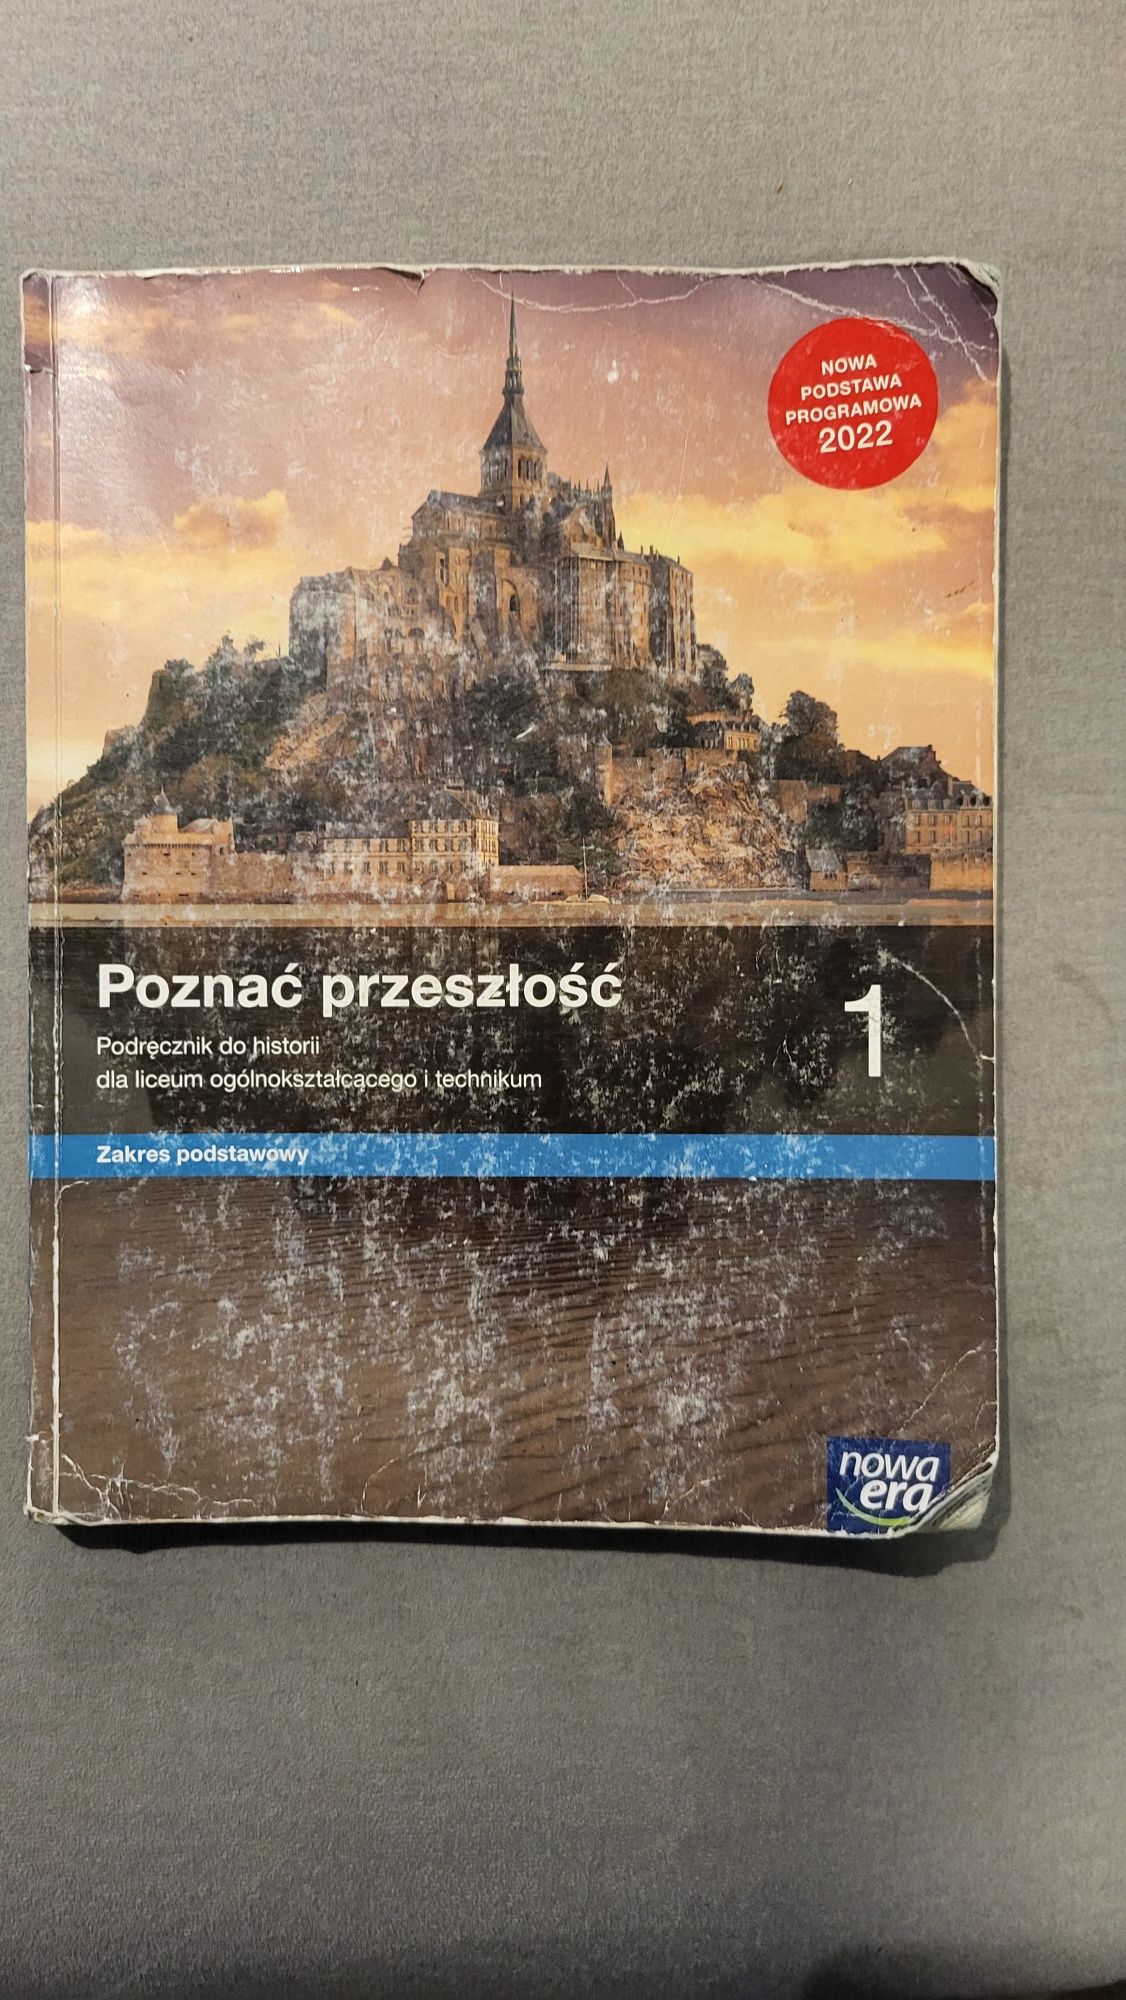 NOWA
PODSTAWA
PROGRAMOWA
2022
Poznać przeszłość
1
Podręcznik do historii
dla liceum ogólnokształcącego i technikum
Zakres podstawowy
nowa
era